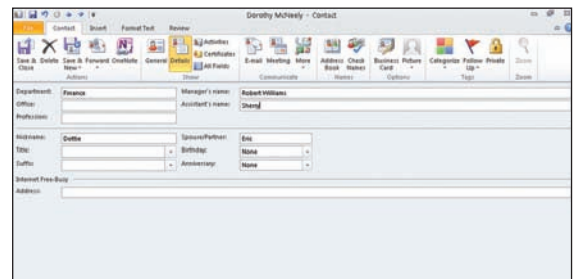 Dorothy McNeely - Contact
File Contact Insert Format Text Review
Save & Close Delete Save & New Forward OneNote General Details Activities Certificates All Fields E-mail Meeting More Address Book Check Names Business Card Picture Categorize Follow Up Private Zoom
Actions Show Communicate Names Options Tags Zoom
Department: Finance Manager's name: Robert Williams
Office: Assistant's name: Sherry
Profession:
Nickname: Dottie Spouse/Partner: Eric
Title: Birthday: None
Suffix: Anniversary: None
Internet Free-Busy
Address: